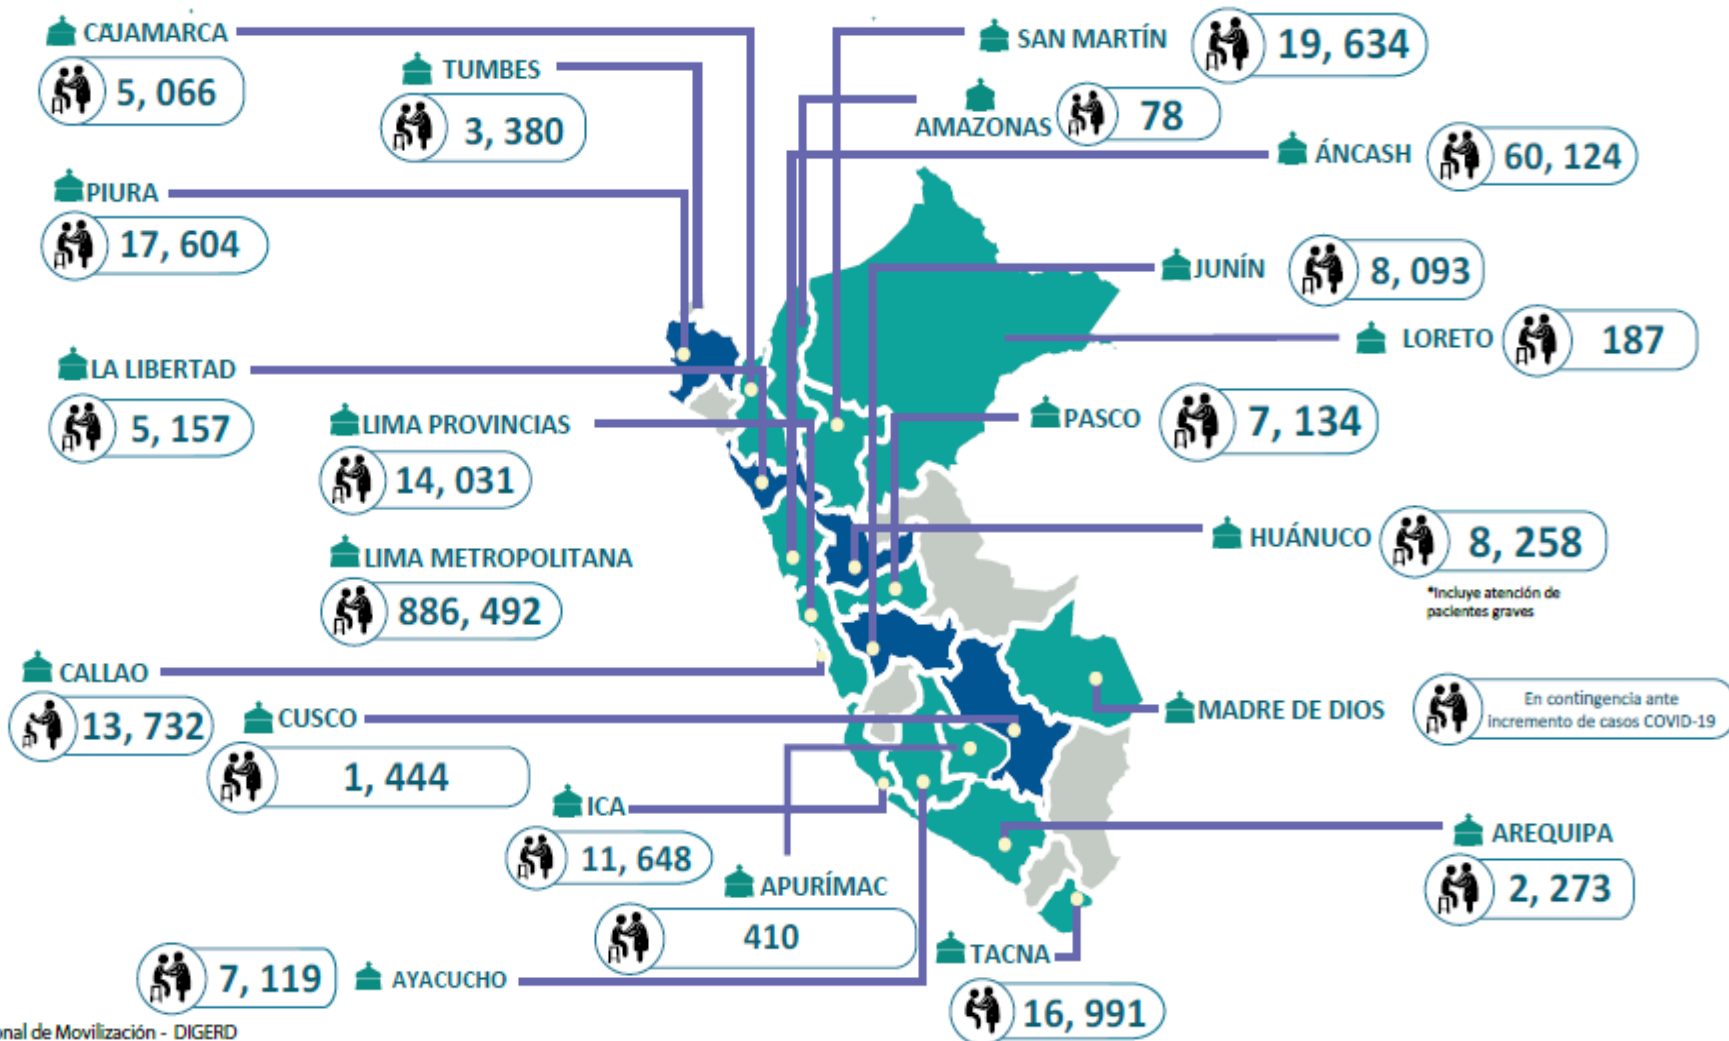 CAJAMARCA
5, 066
TUMBES
3, 380
SAN MARTÍN
19, 634
AMAZONAS
78
ÁNCASH
60, 124
PIURA
17, 604
JUNÍN
8, 093
LORETO
187
LA LIBERTAD
5, 157
LIMA PROVINCIAS
14, 031
PASCO
7, 134
LIMA METROPOLITANA
886, 492
HUÁNUCO
8, 258
*Incluye atención de
pacientes graves
CALLAO
13, 732
CUSCO
1, 444
MADRE DE DIOS
En contingencia ante
incremento de casos COVID-19
ICA
11, 648
APURÍMAC
410
AREQUIPA
2, 273
7, 119
AYACUCHO
TACNA
16, 991
onal de Movilización - DIGERD